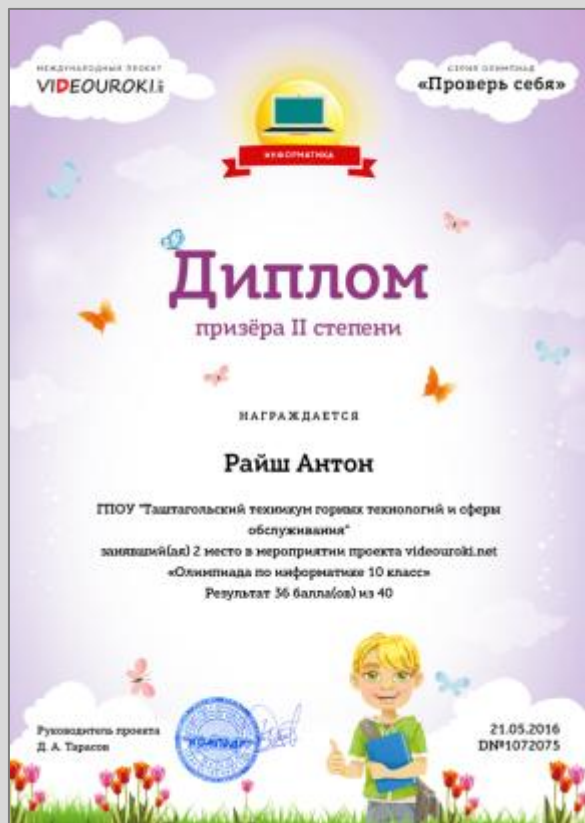 МЕЖДУНАРОДНЫЙ ПРОЕКТ
VIDEOUROKI.NET
СЕРИЯ ОЛИМПИАД
«Проверь себя»
ИНФОРМАТИКА
Диплом
призёра II степени
НАГРАЖДАЕТСЯ
Райш Антон
ГПОУ "Таштагольский техникум горных технологий и сферы
обслуживания"
занявший(ая) 2 место в мероприятии проекта videouroki.net
«Олимпиада по информатике 10 класс»
Результат 36 балла(ов) из 40
Руководитель проекта
Д. А. Тарасов
21.05.2016
DN№1072075